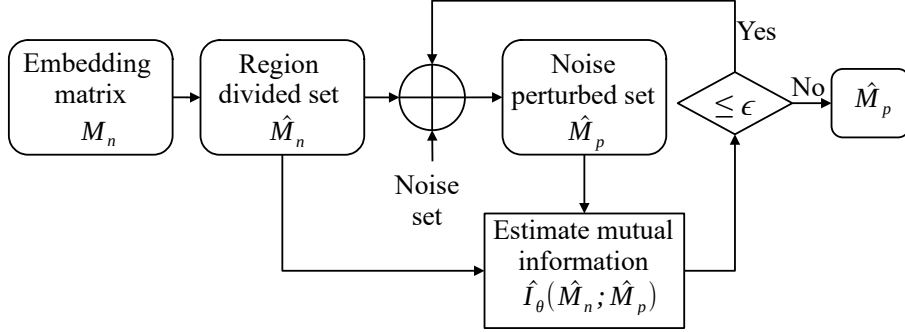 Embedding
matrix
M_n
Region
divided set
M̂_n
Noise
set
Noise
perturbed set
M̂_p
Estimate mutual
information
Î_θ(M̂_n; M̂_p)
≤ ϵ
Yes
No
M̂_p